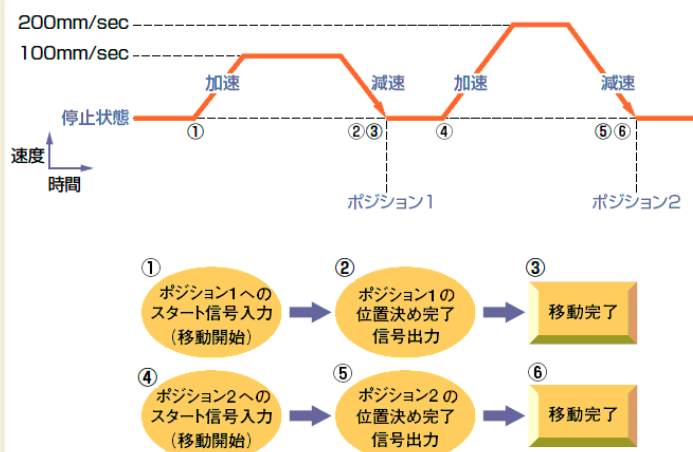 200mm/sec
100mm/sec
加速
減速
加速
減速
停止状態
①
②③
④
⑤⑥
速度
時間
ポジション1
ポジション2
①
ポジション1への
スタート信号入力
(移動開始)
②
ポジション1の
位置決め完了
信号出力
③
移動完了
④
ポジション2への
スタート信号入力
(移動開始)
⑤
ポジション2の
位置決め完了
信号出力
⑥
移動完了